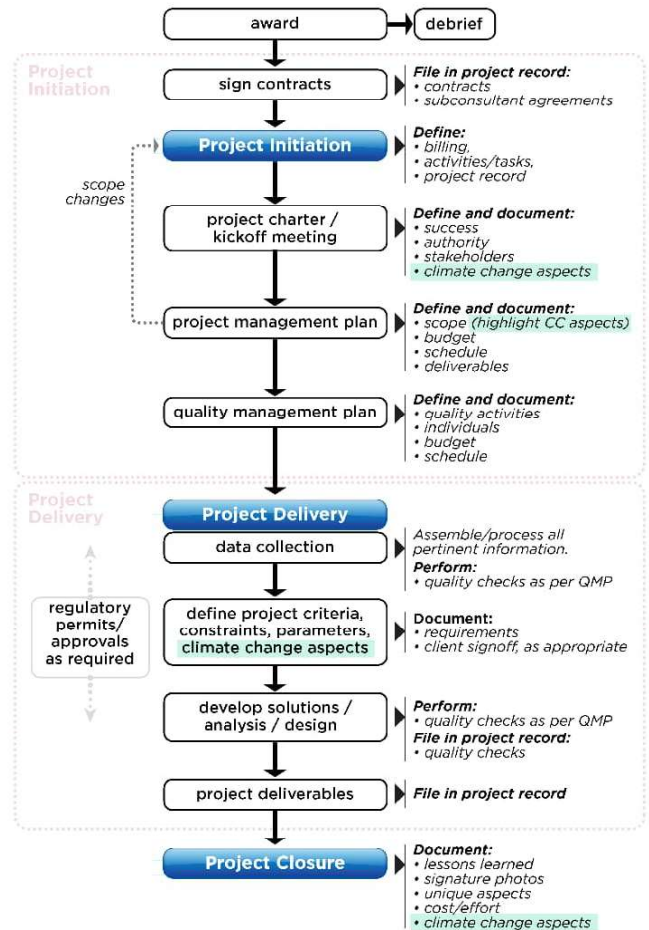 award
debrief
Project
Initiation
sign contracts
File in project record:
• contracts
• subconsultant agreements
Project Initiation
Define:
• billing,
• activities/tasks,
• project record
scope
changes
project charter /
kickoff meeting
Define and document:
• success
• authority
• stakeholders
• climate change aspects
project management plan
Define and document:
• scope (highlight CC aspects)
• budget
• schedule
• deliverables
quality management plan
Define and document:
• quality activities
• individuals
• budget
• schedule
Project
Delivery
Project Delivery
data collection
Assemble/process all
pertinent information.
Perform:
• quality checks as per QMP
regulatory
permits/
approvals
as required
define project criteria,
constraints, parameters,
climate change aspects
Document:
• requirements
• client signoff, as appropriate
develop solutions /
analysis / design
Perform:
• quality checks as per QMP
File in project record:
• quality checks
project deliverables
File in project record
Project Closure
Document:
• lessons learned
• signature photos
• unique aspects
• cost/effort
• climate change aspects